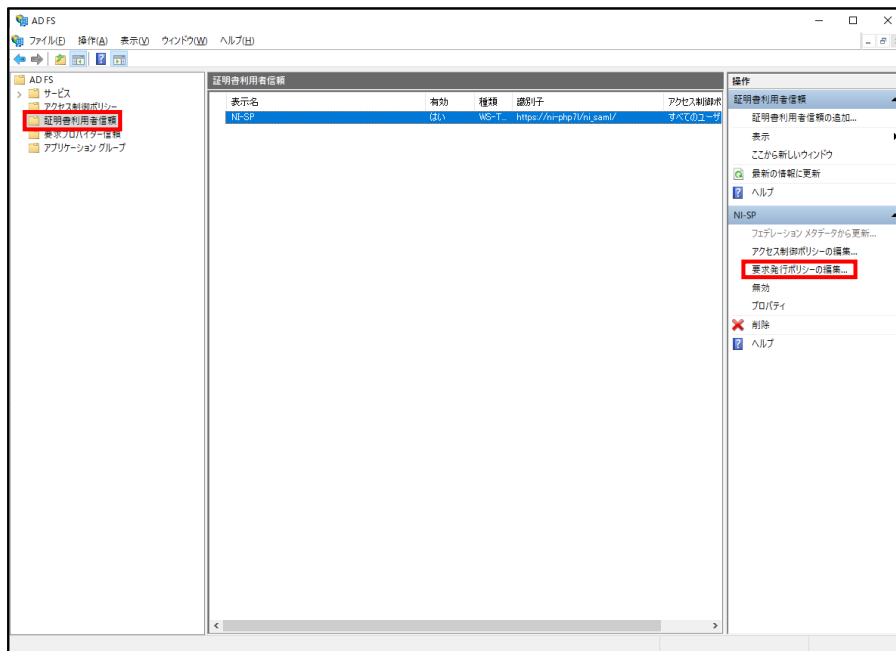 AD FS
ファイル(F) 操作(A) 表示(V) ウィンドウ(W) ヘルプ(H)
AD FS
サービス
アクセス制御ポリシー
証明書利用者信頼
要求プロバイダー信頼
アプリケーション グループ
証明書利用者信頼
表示名 有効 種類 識別子 アクセス制御ポ
NI-SP はい WS-T... https://ni-php7l/ni_saml/ すべてのユーザ
操作
証明書利用者信頼
証明書利用者信頼の追加...
表示
ここから新しいウィンドウ
最新の情報に更新
ヘルプ
NI-SP
フェデレーション メタデータから更新...
アクセス制御ポリシーの編集...
要求発行ポリシーの編集...
無効
プロパティ
削除
ヘルプ